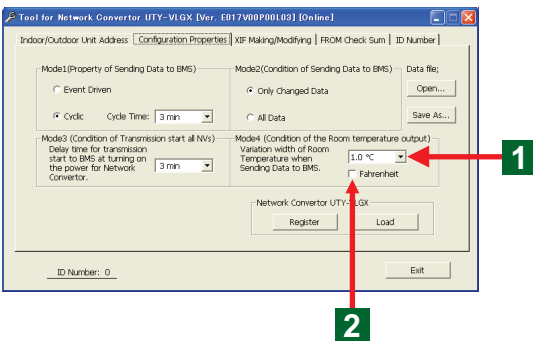 Tool for Network Convertor UTY-VLGX [Ver. E017V00P00L03] [Online]
Indoor/Outdoor Unit Address Configuration Properties XIF Making/Modifying FROM Check Sum ID Number
Mode1(Property of Sending Data to BMS)
Event Driven
Cyclic Cycle Time: 3 min
Mode2(Condition of Sending Data to BMS)
Only Changed Data
All Data
Data file;
Open...
Save As...
Mode3 (Condition of Transmission start all NVs)
Delay time for transmission
start to BMS at turning on
the power for Network
Convertor.
3 min
Mode4 (Condition of the Room temperature output)
Variation width of Room
Temperature when
Sending Data to BMS.
1.0 °C
Fahrenheit
1
Network Convertor UTY-VLGX
Register Load
ID Number: 0
Exit
2